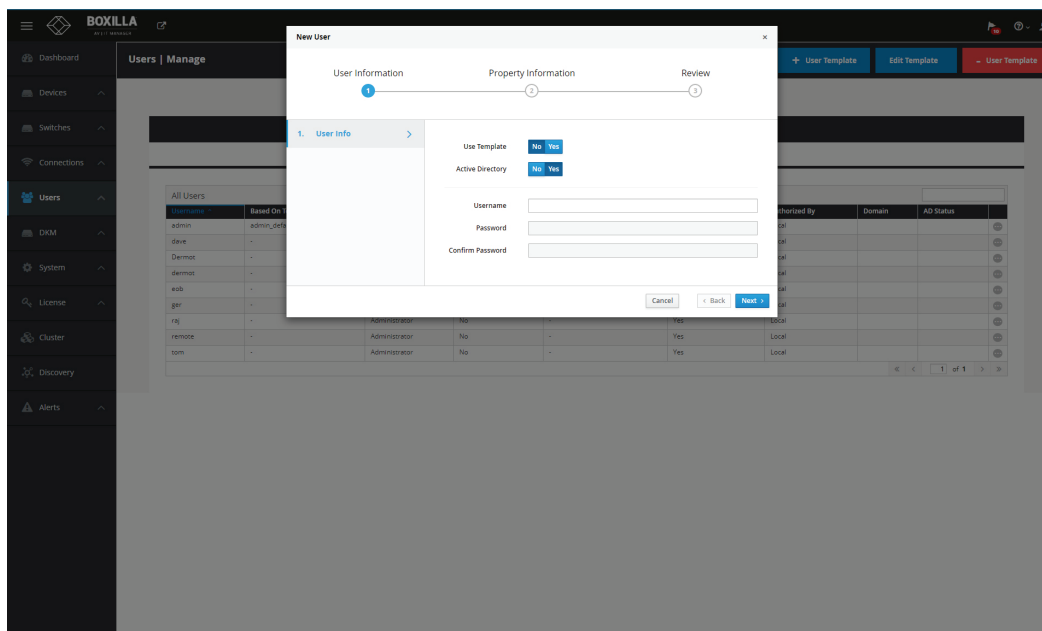 BOXILLA
New User
×
10
Dashboard
Users | Manage
+ User Template
Edit Template
- User Template
User Information
Property Information
Review
1
2
3
Devices
Switches
Connections
Users
DKM
System
License
Cluster
Discovery
Alerts
1. User Info
Use Template No Yes
Active Directory No Yes
Username
Password
Confirm Password
Cancel
< Back
Next >
All Users
Username Based On T thorized By Domain AD Status
admin admin_defa cal
dave - cal
Dermot - cal
dermot - cal
eob - cal
ger - cal
raj - Administrator No - Yes Local
remote - Administrator No - Yes Local
tom - Administrator No - Yes Local
1 of 1